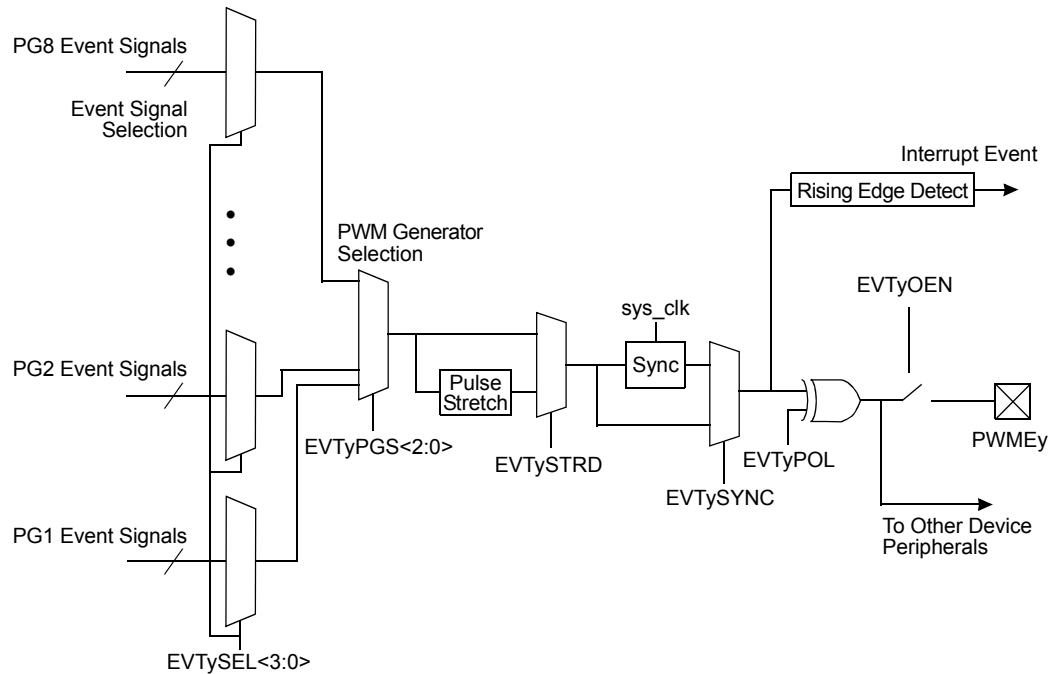 PG8 Event Signals
Event Signal
Selection
Interrupt Event
Rising Edge Detect
PWM Generator
Selection
EVTyOEN
sys_clk
PG2 Event Signals
Sync
Pulse
Stretch
PWMEy
EVTyPGS<2:0>
EVTySTRD
EVTyPOL
EVTySYNC
To Other Device
Peripherals
PG1 Event Signals
EVTySEL<3:0>